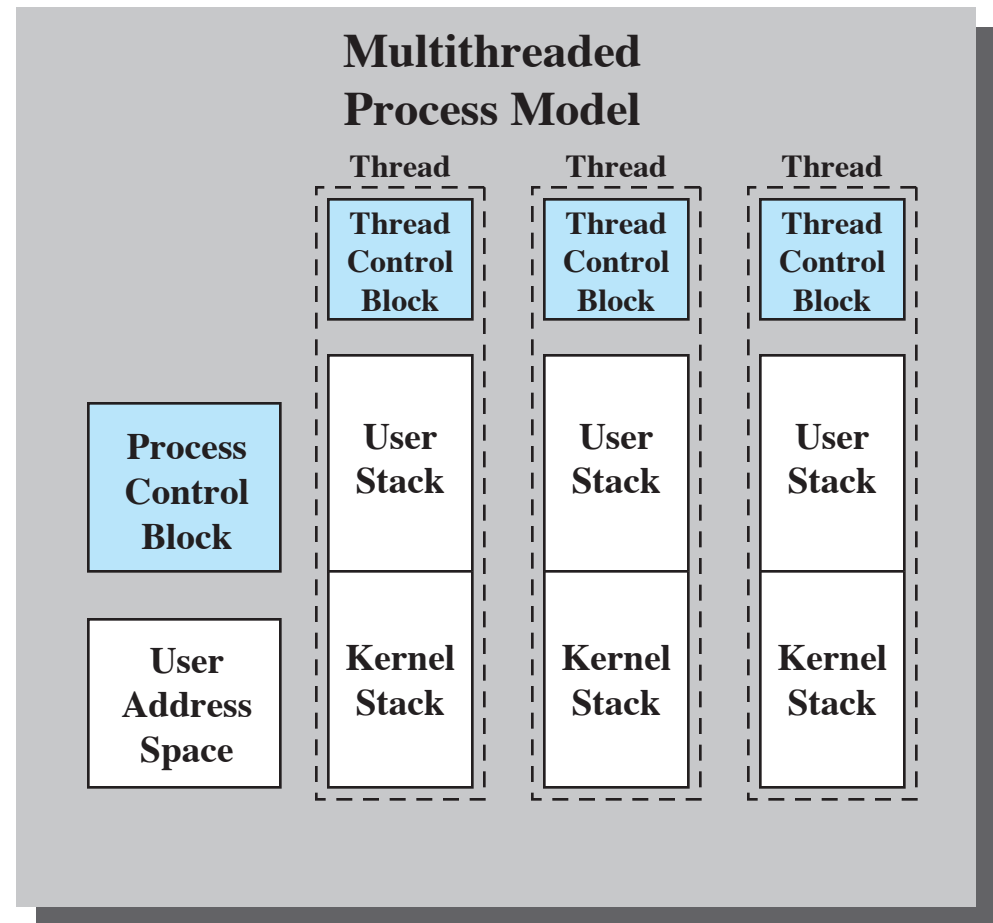 Multithreaded
Process Model
Thread
Thread
Thread
Thread
Control
Block
Thread
Control
Block
Thread
Control
Block
Process
Control
Block
User
Address
Space
User
Stack
User
Stack
User
Stack
Kernel
Stack
Kernel
Stack
Kernel
Stack